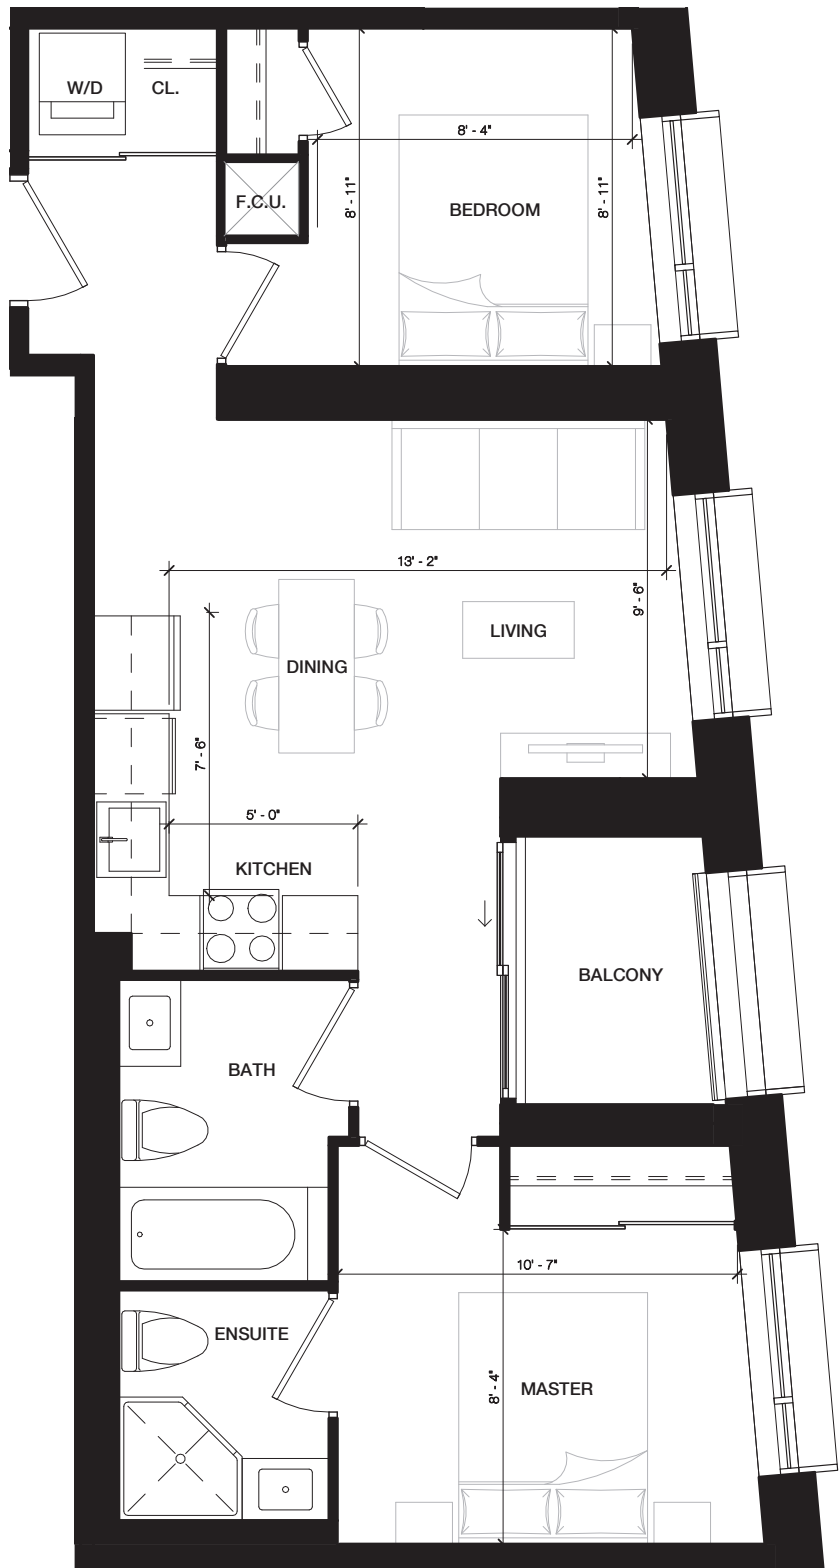 W/D
CL.
8' - 4"
F.C.U.
8' - 11"
BEDROOM
8' - 11"
13' - 2"
9' - 6"
LIVING
DINING
7' - 6"
5' - 0"
KITCHEN
BALCONY
BATH
10' - 7"
ENSUITE
8' - 4"
MASTER